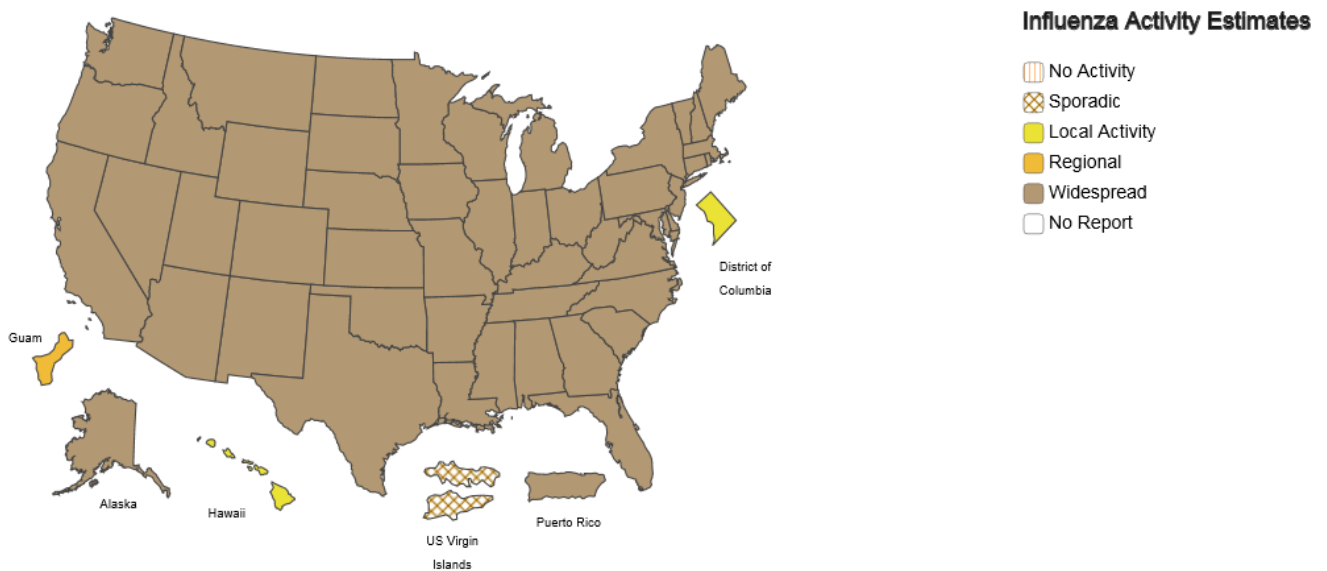 Influenza Activity Estimates
No Activity
Sporadic
Local Activity
Regional
Widespread
No Report
District of
Columbia
Guam
Alaska
Hawaii
US Virgin
Islands
Puerto Rico